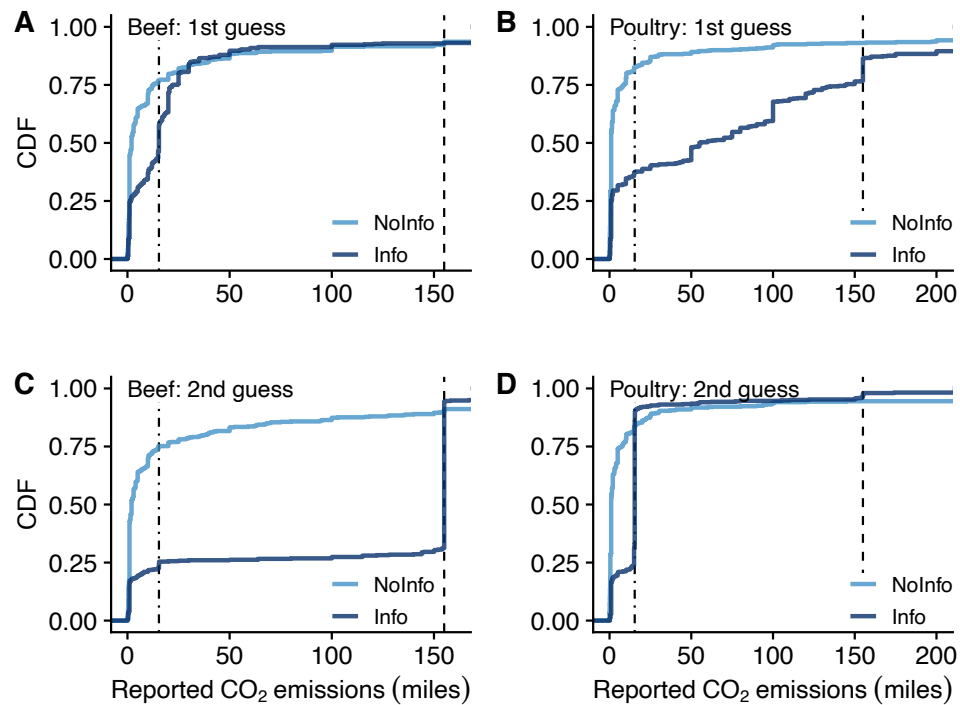 A
Beef: 1st guess
CDF
1.00
0.75
0.50
0.25
0.00
NoInfo
Info
0 50 100 150
B
Poultry: 1st guess
1.00
0.75
0.50
0.25
0.00
NoInfo
Info
0 50 100 150 200
C
Beef: 2nd guess
CDF
1.00
0.75
0.50
0.25
0.00
NoInfo
Info
0 50 100 150
Reported CO₂ emissions (miles)
D
Poultry: 2nd guess
1.00
0.75
0.50
0.25
0.00
NoInfo
Info
0 50 100 150 200
Reported CO₂ emissions (miles)